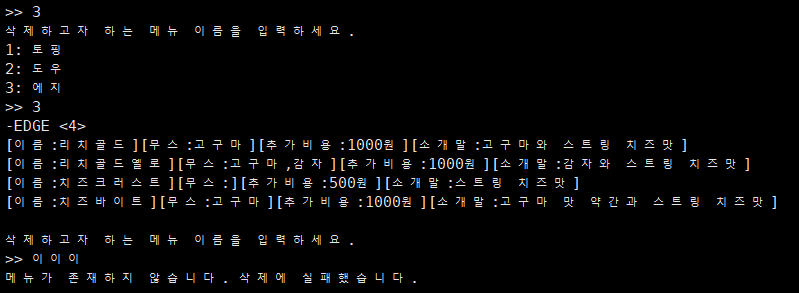 >> 3
삭제하고자 하는 메뉴 이름을 입력하세요.
1: 토핑
2: 도우
3: 에지
>> 3
-EDGE <4>
[이름:리치골드][무스:고구마][추가비용:1000원][소개말:고구마와 스트링 치즈맛]
[이름:리치골드옐로][무스:고구마,감자][추가비용:1000원][소개말:감자와 스트링 치즈맛]
[이름:치즈크러스트][무스:][추가비용:500원][소개말:스트링 치즈맛]
[이름:치즈바이트][무스:고구마][추가비용:1000원][소개말:고구마 맛 약간과 스트링 치즈맛]
삭제하고자 하는 메뉴 이름을 입력하세요.
>> 이이이
메뉴가 존재하지 않습니다.삭제에 실패했습니다.